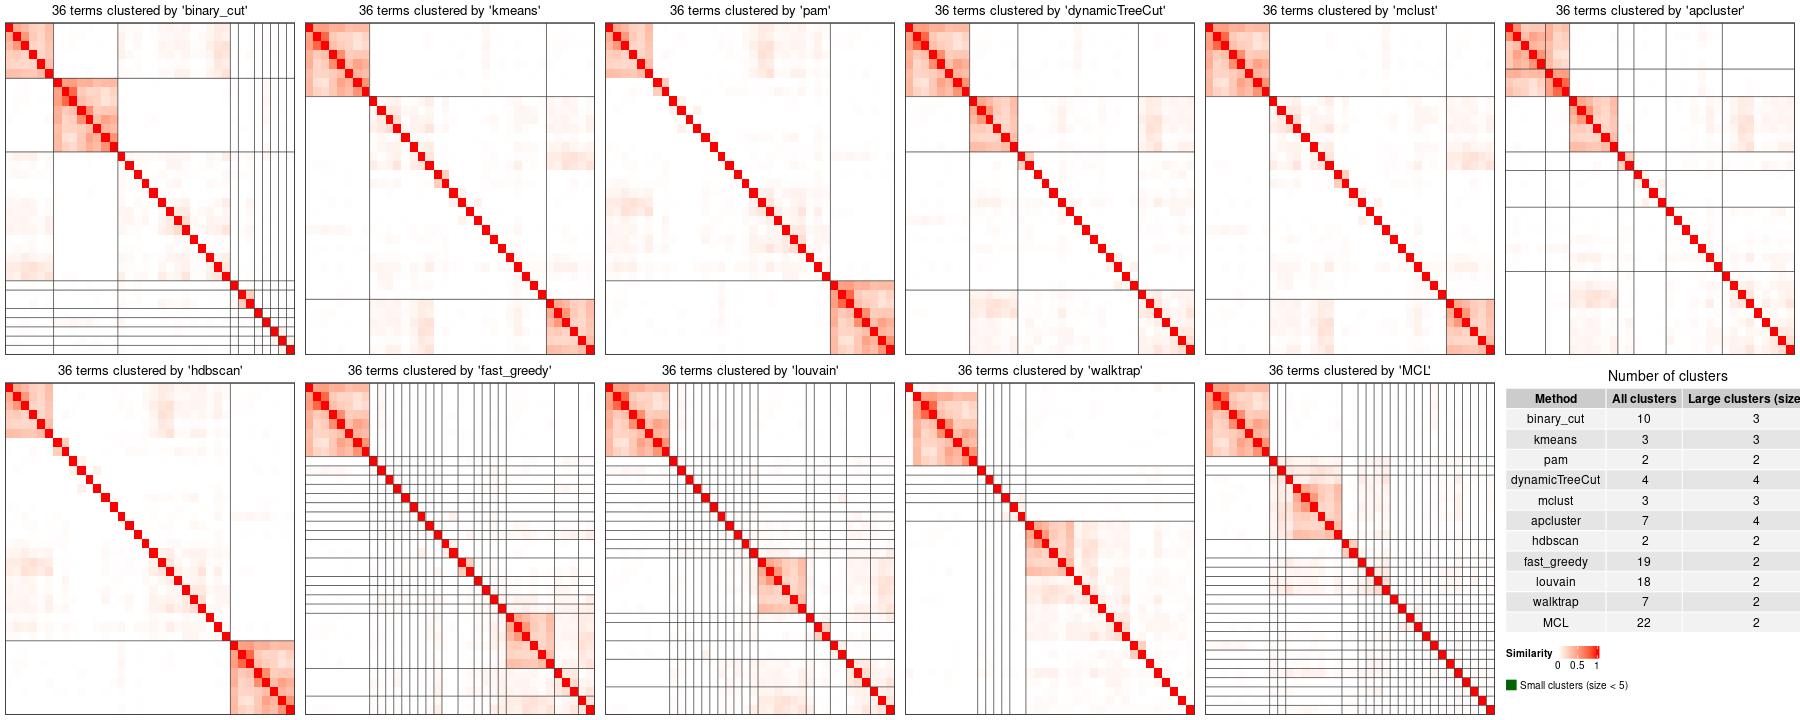 36 terms clustered by 'binary_cut'
36 terms clustered by 'kmeans'
36 terms clustered by 'pam'
36 terms clustered by 'dynamicTreeCut'
36 terms clustered by 'mclust'
36 terms clustered by 'apcluster'
36 terms clustered by 'hdbscan'
36 terms clustered by 'fast_greedy'
36 terms clustered by 'louvain'
36 terms clustered by 'walktrap'
36 terms clustered by 'MCL'
Number of clusters
Method All clusters Large clusters (size
binary_cut 10 3
kmeans 3 3
pam 2 2
dynamicTreeCut 4 4
mclust 3 3
apcluster 7 4
hdbscan 2 2
fast_greedy 19 2
louvain 18 2
walktrap 7 2
MCL 22 2
Similarity
0 0.5 1
Small clusters (size < 5)